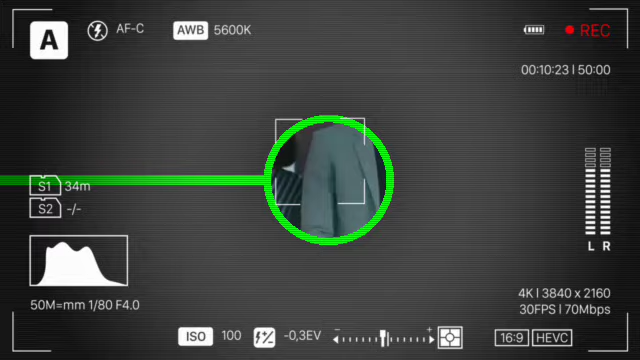 A
AF-C
AWB 5600K
REC
00:10:23 | 50:00
S1 34m
S2 -/-
L R
50M=mm 1/80 F4.0
4K | 3840 x 2160
30FPS | 70Mbps
ISO 100 -0,3EV - +
16:9 HEVC